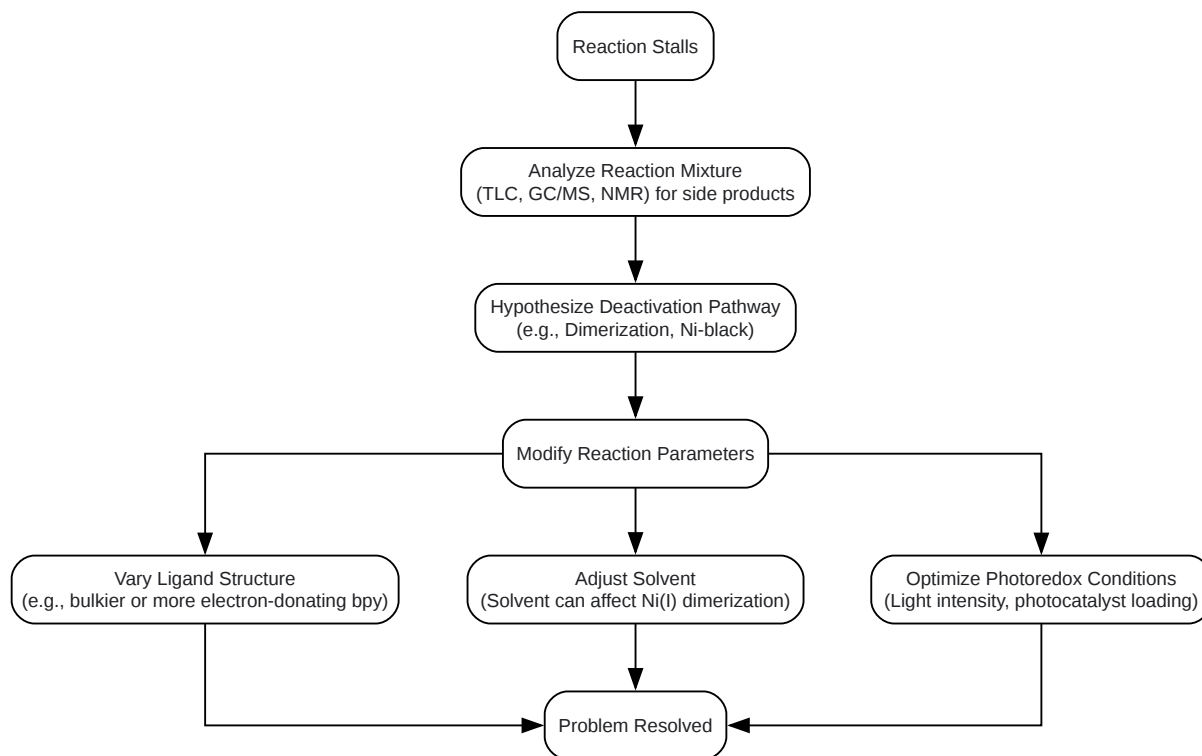 Reaction Stalls
Analyze Reaction Mixture
(TLC, GC/MS, NMR) for side products
Hypothesize Deactivation Pathway
(e.g., Dimerization, Ni-black)
Modify Reaction Parameters
Vary Ligand Structure
(e.g., bulkier or more electron-donating bpy)
Adjust Solvent
(Solvent can affect Ni(I) dimerization)
Optimize Photoredox Conditions
(Light intensity, photocatalyst loading)
Problem Resolved